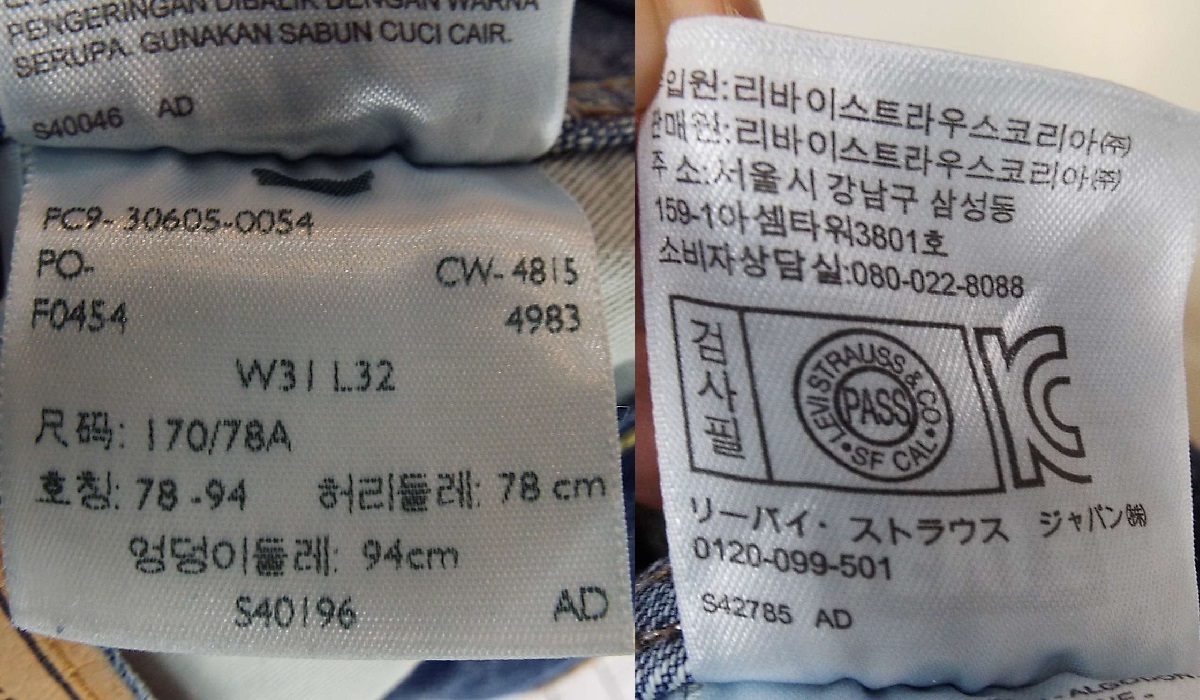 PENGERINGAN DIBALIK DENGAN WARNA
SERUPA. GUNAKAN SABUN CUCI CAIR.
S40046 AD
PC9-30605-0054
PO-
CW-4815
F0454
4983
W31 L32
尺码: 170/78A
호칭: 78-94 허리둘레: 78 cm
엉덩이둘레: 94cm
S40196 AD
입원:리바이스트라우스코리아㈜
판매원:리바이스트라우스코리아㈜
주소:서울시 강남구 삼성동
159-1아셈타워3801호
소비자상담실:080-022-8088
검사필
LEVI STRAUSS & CO
PASS
SF CAL
リーバイ・ストラウス ジャパン㈱
0120-099-501
S42785 AD